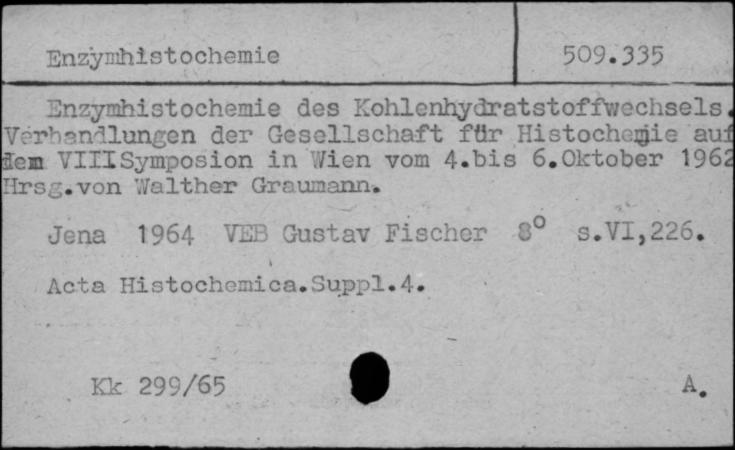 Enzymhistochemie 509.335
Enzymhistochemie des Kohlenhydratstoffwechsels.
Verhandlungen der Gesellschaft für Histochemie auf
dem VIII Symposion in Wien vom 4.bis 6.Oktober 1962
Hrsg.von Walther Graumann.
Jena 1964 VEB Gustav Fischer 8° s.VI,226.
Acta Histochemica.Suppl.4.
Kk 299/65 A.